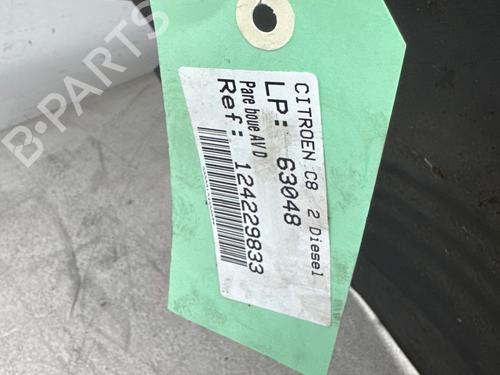 CITROEN C8 2 Diesel
LP: 63048
Pare boue AV D
Ref: 124229833
B-PARTS